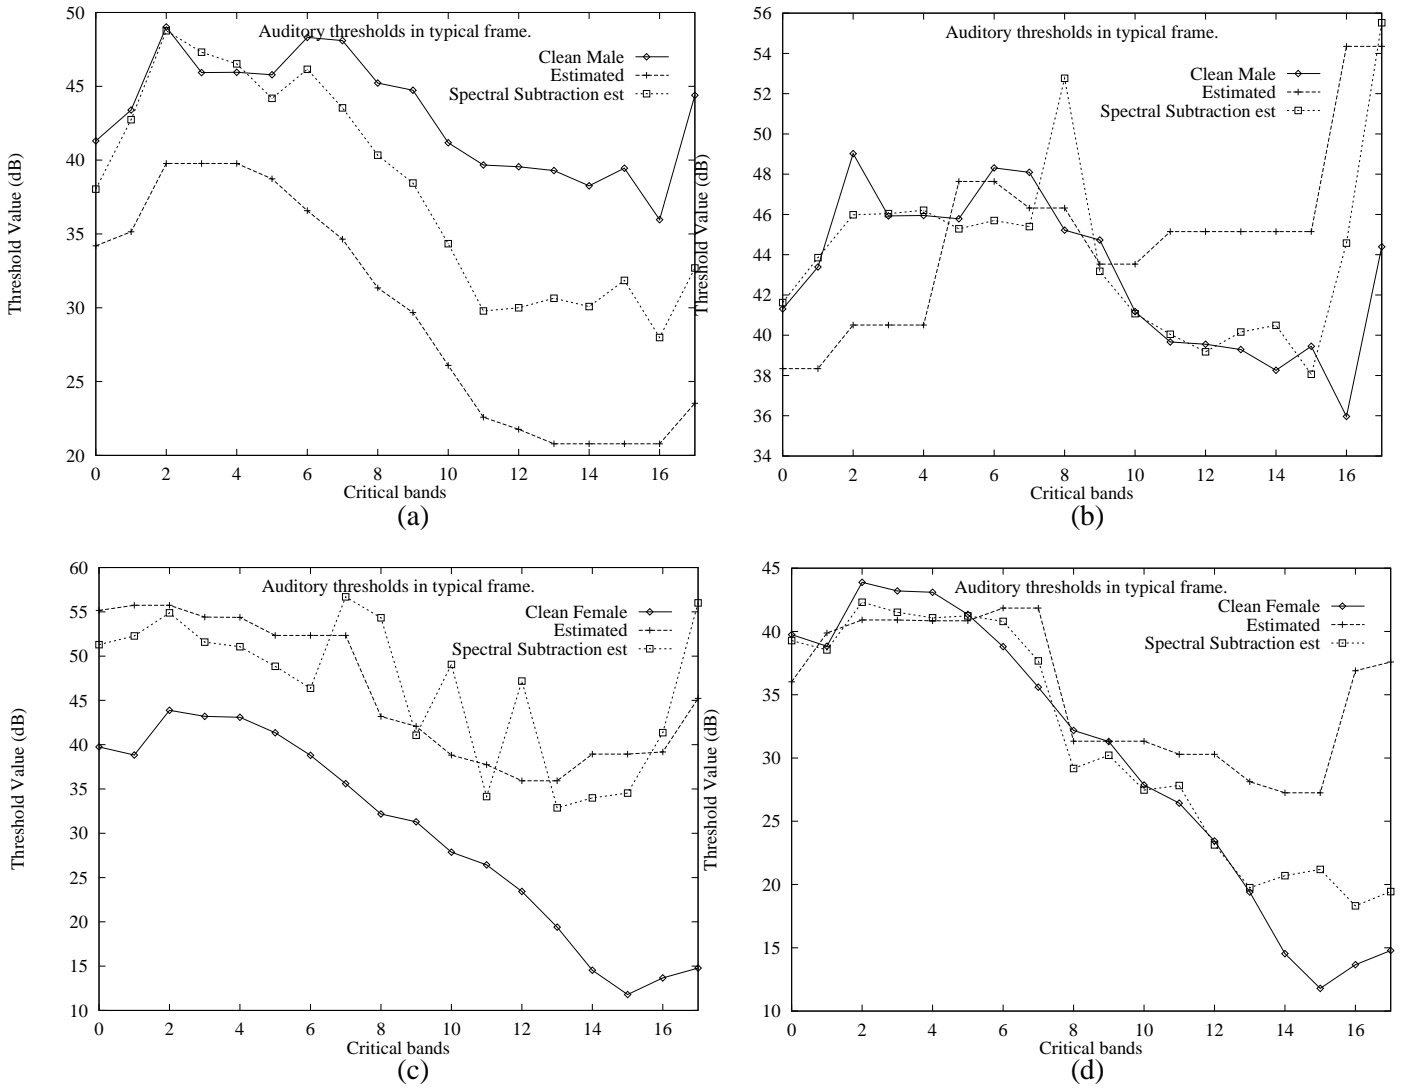 Auditory thresholds in typical frame.
Clean Male
Estimated
Spectral Subtraction est
50
45
40
35
30
25
20
Threshold Value (dB)
0 2 4 6 8 10 12 14 16
Critical bands
(a)
Auditory thresholds in typical frame.
Clean Male
Estimated
Spectral Subtraction est
56
54
52
50
48
46
44
42
40
38
36
34
Threshold Value (dB)
0 2 4 6 8 10 12 14 16
Critical bands
(b)
Auditory thresholds in typical frame.
Clean Female
Estimated
Spectral Subtraction est
60
55
50
45
40
35
30
25
20
15
10
Threshold Value (dB)
0 2 4 6 8 10 12 14 16
Critical bands
(c)
Auditory thresholds in typical frame.
Clean Female
Estimated
Spectral Subtraction est
45
40
35
30
25
20
15
10
Threshold Value (dB)
0 2 4 6 8 10 12 14 16
Critical bands
(d)